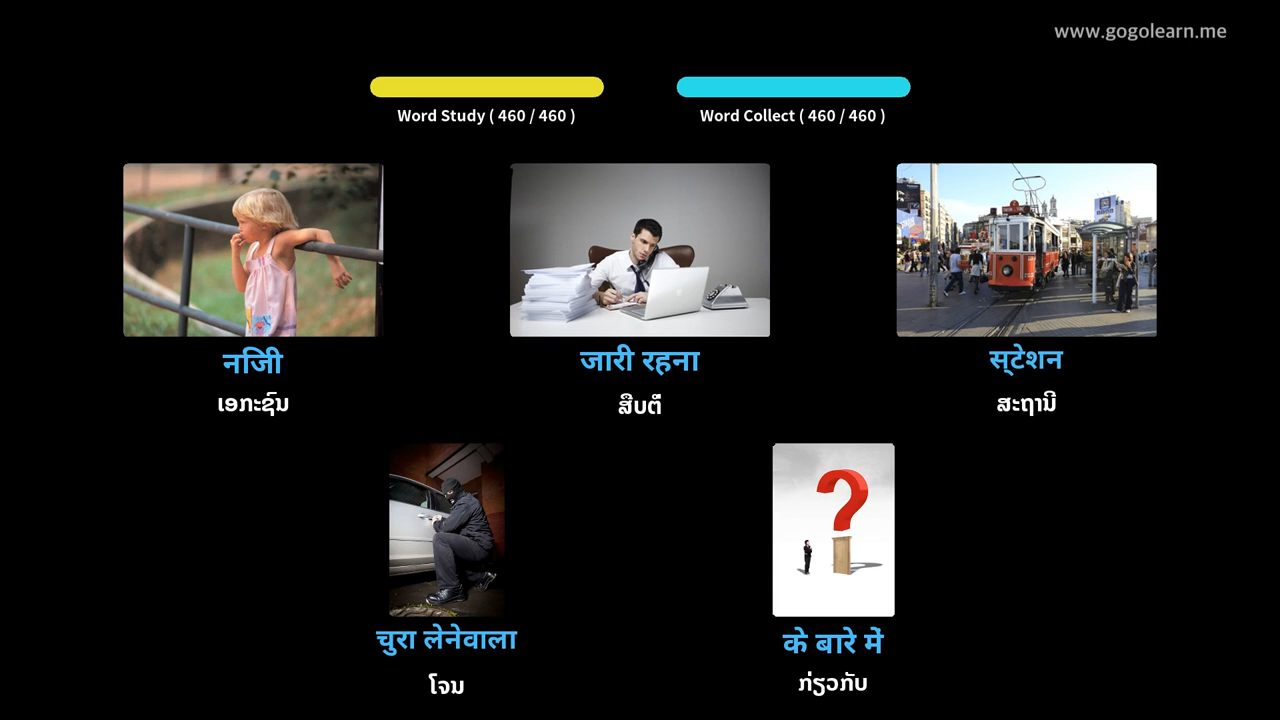 www.gogolearn.me
Word Study ( 460 / 460 )
Word Collect ( 460 / 460 )
नजिी
जारी रहना
स्टेशन
ເອກະຊົນ
ສືບຕໍ່
ສະຖານີ
चुरा लेनेवाला
के बारे में
ໂຈນ
ກ່ຽວກັບ